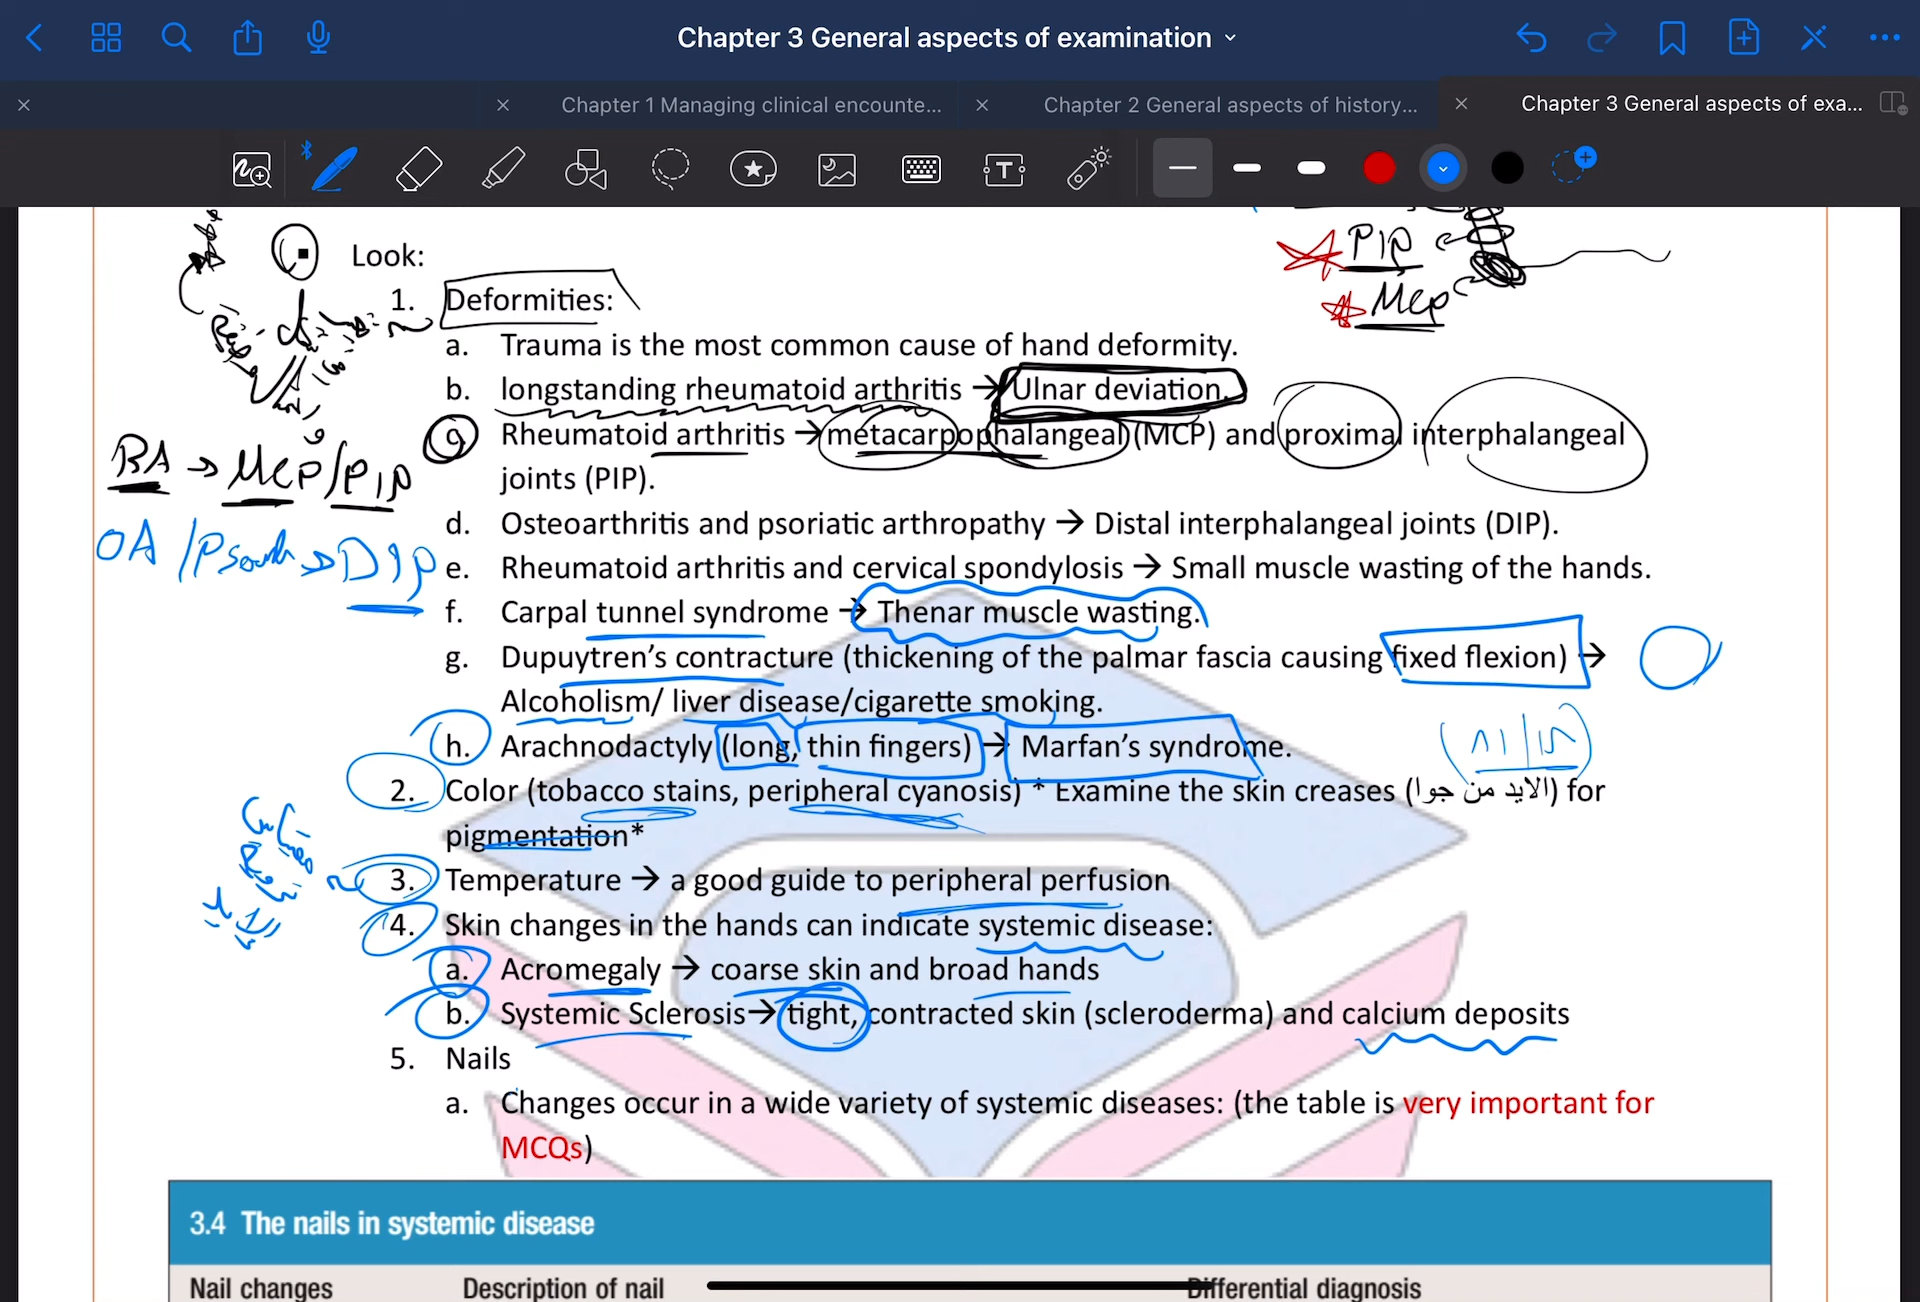 Chapter 3 General aspects of examination
Chapter 1 Managing clinical encounte...
Chapter 2 General aspects of history...
Chapter 3 General aspects of exa...
PIP
MCP
Look:
1. Deformities:
a. Trauma is the most common cause of hand deformity.
b. longstanding rheumatoid arthritis → Ulnar deviation.
Rheumatoid arthritis → metacarpophalangeal (MCP) and proximal interphalangeal
joints (PIP).
RA → MCP/PIP
d. Osteoarthritis and psoriatic arthropathy → Distal interphalangeal joints (DIP).
OA / → DIP
e. Rheumatoid arthritis and cervical spondylosis → Small muscle wasting of the hands.
f. Carpal tunnel syndrome → Thenar muscle wasting.
g. Dupuytren's contracture (thickening of the palmar fascia causing fixed flexion) →
Alcoholism/ liver disease/cigarette smoking.
h. Arachnodactyly (long, thin fingers) → Marfan's syndrome.
2. Color (tobacco stains, peripheral cyanosis) * Examine the skin creases (الايد من جوا) for
pigmentation*
3. Temperature → a good guide to peripheral perfusion
4. Skin changes in the hands can indicate systemic disease:
a. Acromegaly → coarse skin and broad hands
b. Systemic Sclerosis→ tight, contracted skin (scleroderma) and calcium deposits
5. Nails
a. Changes occur in a wide variety of systemic diseases: (the table is very important for
MCQs)
3.4 The nails in systemic disease
Nail changes Description of nail Differential diagnosis